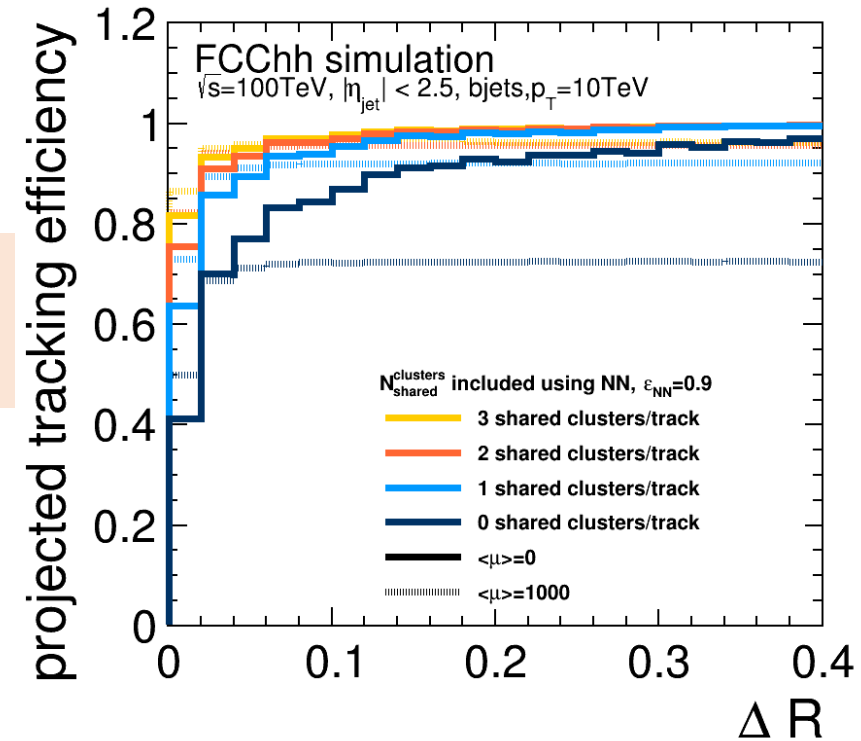 projected tracking efficiency
1.2
1
0.8
0.6
0.4
0.2
0
FCChh simulation
√s=100TeV, |η_jet| < 2.5, bjets,p_T=10TeV
N^clusters_shared included using NN, ε_NN=0.9
3 shared clusters/track
2 shared clusters/track
1 shared clusters/track
0 shared clusters/track
<μ>=0
<μ>=1000
0 0.1 0.2 0.3 0.4
Δ R